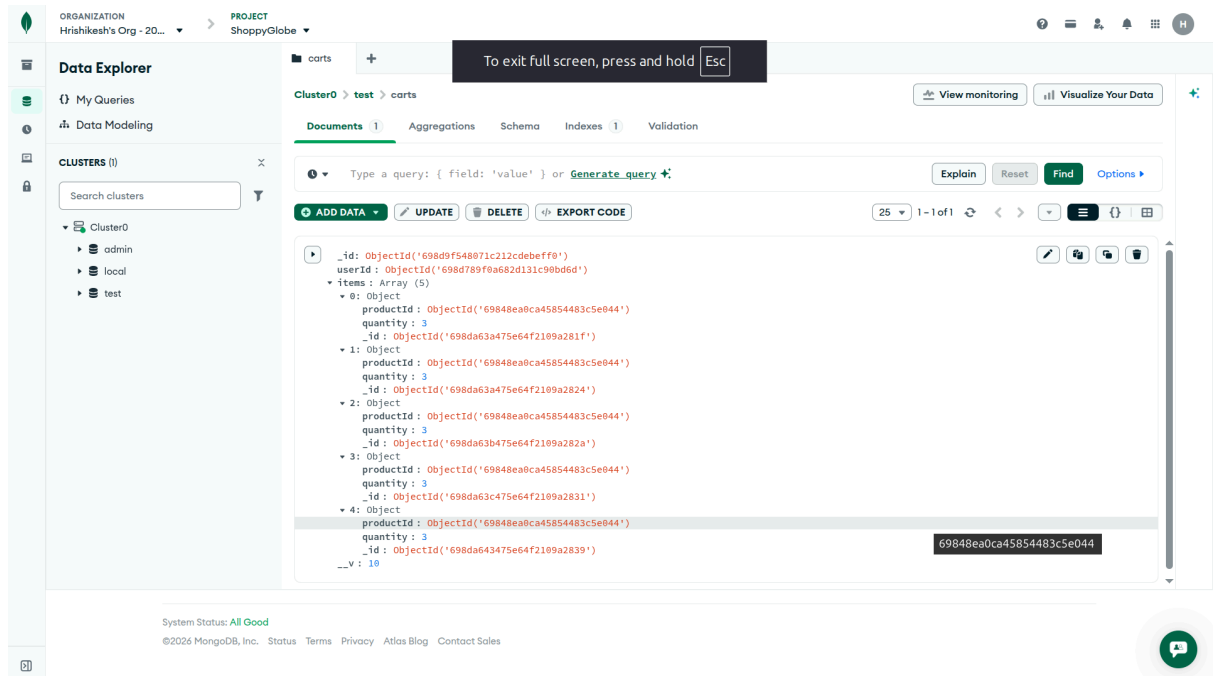 ORGANIZATION
Hrishikesh's Org - 20...
PROJECT
ShoppyGlobe
H
Data Explorer
My Queries
Data Modeling
CLUSTERS (1)
Search clusters
Cluster0
admin
local
test
carts
To exit full screen, press and hold Esc
Cluster0 > test > carts
View monitoring
Visualize Your Data
Documents 1
Aggregations
Schema
Indexes 1
Validation
Type a query: { field: 'value' } or Generate query
Explain
Reset
Find
Options
ADD DATA
UPDATE
DELETE
EXPORT CODE
25
1 – 1 of 1
_id: ObjectId('698d9f548071c212cdebeff0')
userId : ObjectId('698d789f0a682d131c90bd6d')
items : Array (5)
0: Object
productId : ObjectId('69848ea0ca45854483c5e044')
quantity : 3
_id : ObjectId('698da63a475e64f2109a281f')
1: Object
productId : ObjectId('69848ea0ca45854483c5e044')
quantity : 3
_id : ObjectId('698da63a475e64f2109a2824')
2: Object
productId : ObjectId('69848ea0ca45854483c5e044')
quantity : 3
_id : ObjectId('698da63b475e64f2109a282a')
3: Object
productId : ObjectId('69848ea0ca45854483c5e044')
quantity : 3
_id : ObjectId('698da63c475e64f2109a2831')
4: Object
productId : ObjectId('69848ea0ca45854483c5e044')
quantity : 3
_id : ObjectId('698da643475e64f2109a2839')
__v : 10
69848ea0ca45854483c5e044
System Status: All Good
©2026 MongoDB, Inc. Status Terms Privacy Atlas Blog Contact Sales